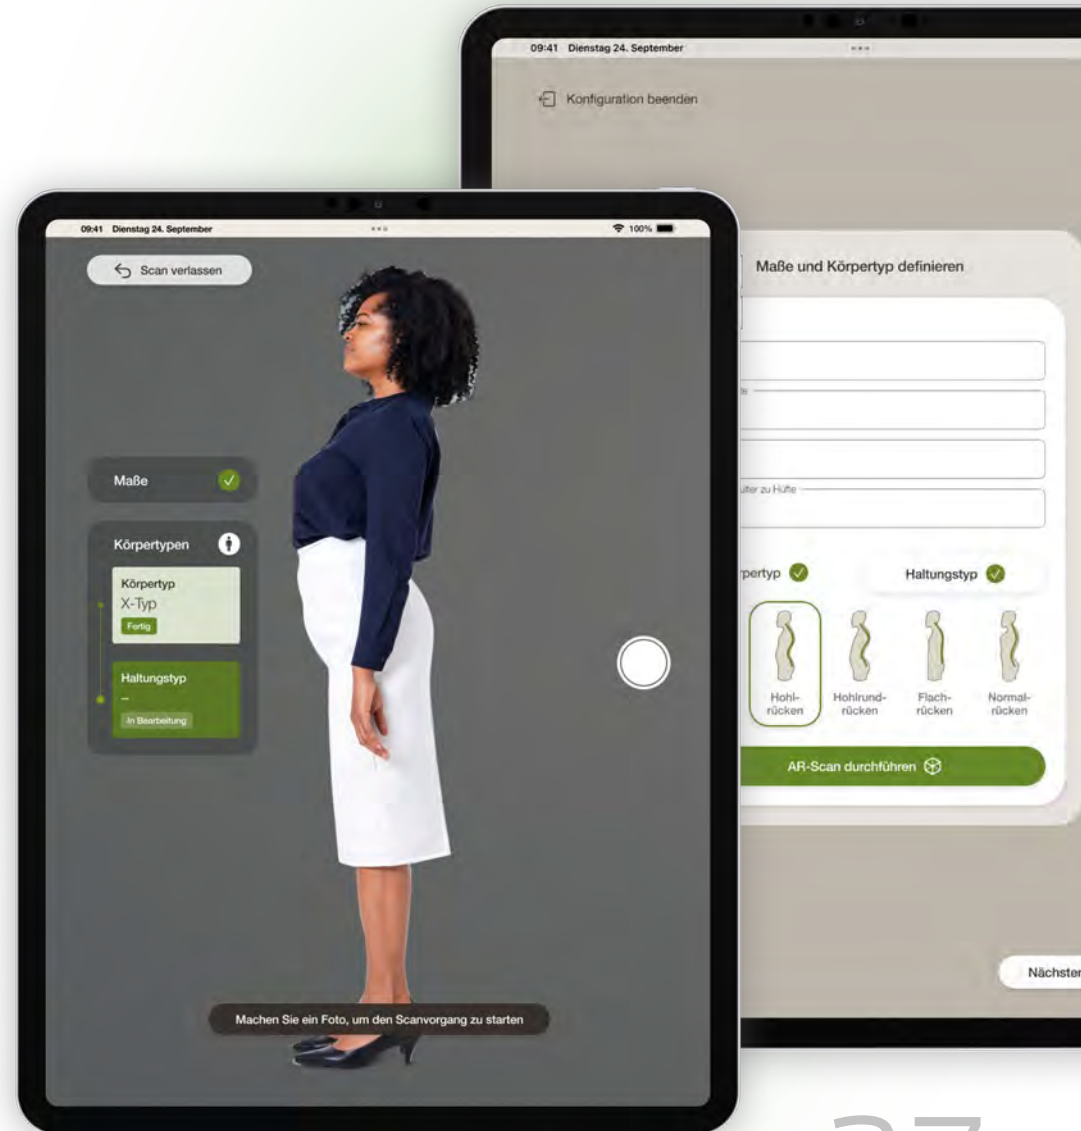 09:41 Dienstag 24. September
Konfiguration beenden
Maße und Körpertyp definieren
zu Hüfte
Haltungstyp
Hohl-
rücken
Hohlrund-
rücken
Flach-
rücken
Normal-
rücken
AR-Scan durchführen
09:41 Dienstag 24. September
100%
Scan verlassen
Maße
Körpertypen
Körpertyp
X-Typ
Fertig
Haltungstyp
–
In Bearbeitung
Machen Sie ein Foto, um den Scanvorgang zu starten